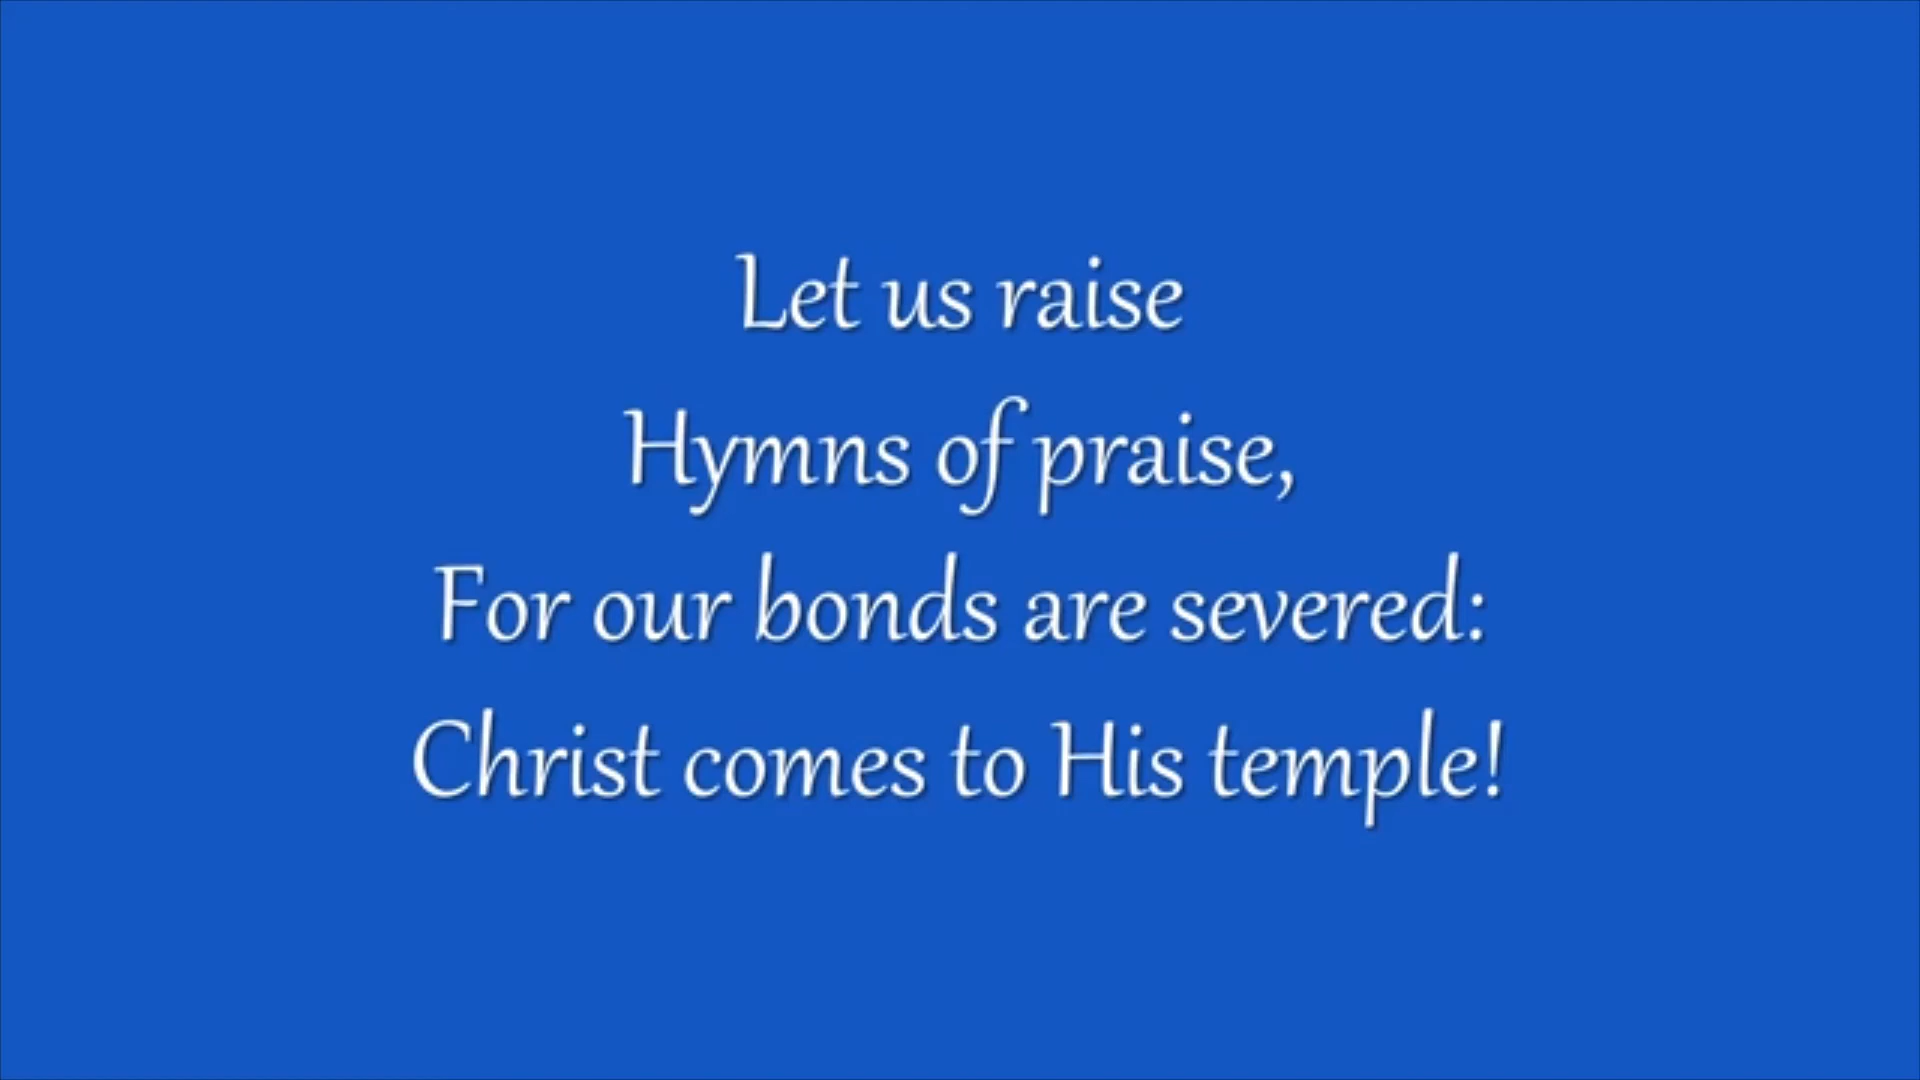 Let us raise
Hymns of praise,
For our bonds are severed:
Christ comes to His temple!